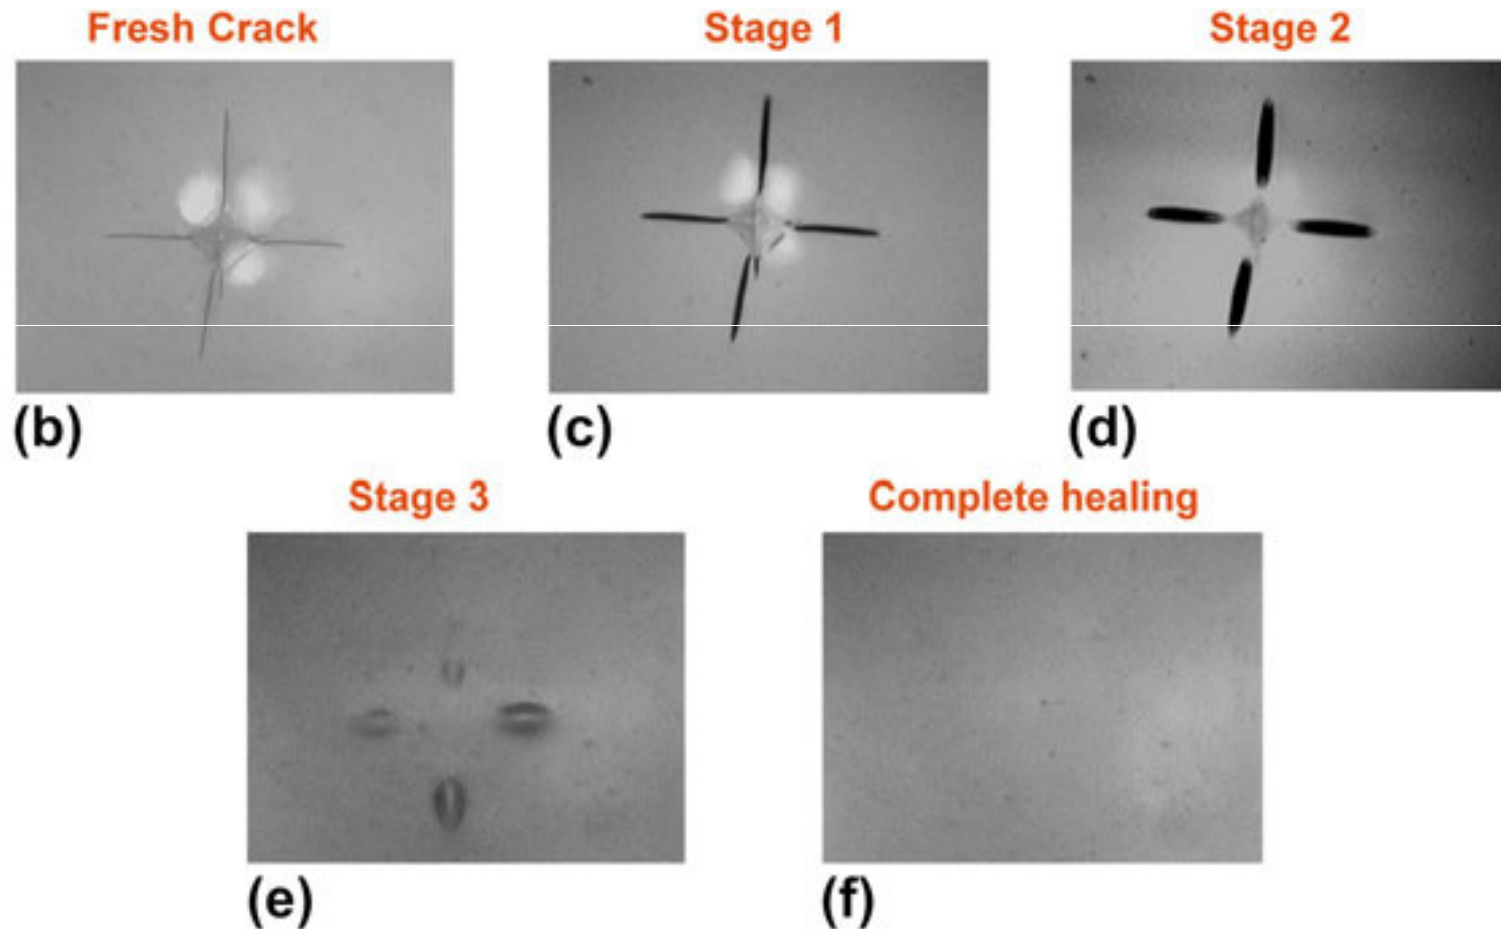 Fresh Crack
Stage 1
Stage 2
(b)
(c)
(d)
Stage 3
Complete healing
(e)
(f)